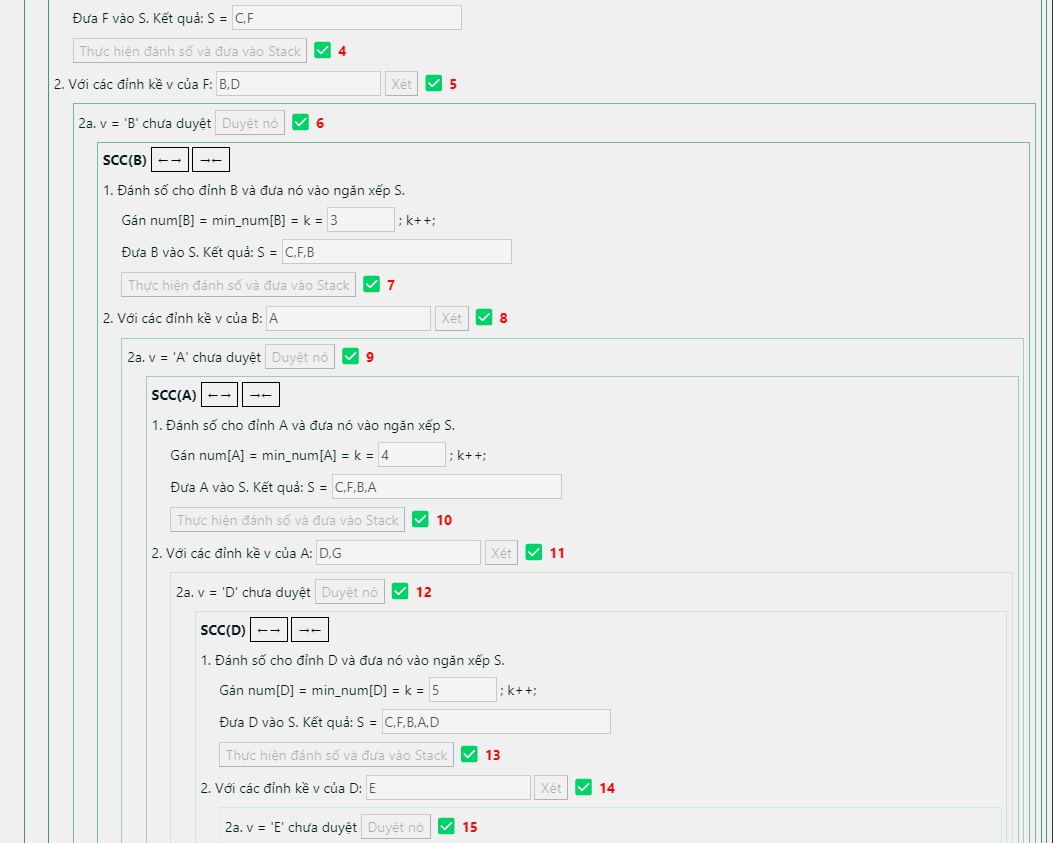 Đưa F vào S. Kết quả: S = C,F
Thực hiện đánh số và đưa vào Stack 4
2. Với các đỉnh kề v của F: B,D Xét 5
2a. v = 'B' chưa duyệt Duyệt nó 6
SCC(B) ←→ →←
1. Đánh số cho đỉnh B và đưa nó vào ngăn xếp S.
Gán num[B] = min_num[B] = k = 3 ; k++;
Đưa B vào S. Kết quả: S = C,F,B
Thực hiện đánh số và đưa vào Stack 7
2. Với các đỉnh kề v của B: A Xét 8
2a. v = 'A' chưa duyệt Duyệt nó 9
SCC(A) ←→ →←
1. Đánh số cho đỉnh A và đưa nó vào ngăn xếp S.
Gán num[A] = min_num[A] = k = 4 ; k++;
Đưa A vào S. Kết quả: S = C,F,B,A
Thực hiện đánh số và đưa vào Stack 10
2. Với các đỉnh kề v của A: D,G Xét 11
2a. v = 'D' chưa duyệt Duyệt nó 12
SCC(D) ←→ →←
1. Đánh số cho đỉnh D và đưa nó vào ngăn xếp S.
Gán num[D] = min_num[D] = k = 5 ; k++;
Đưa D vào S. Kết quả: S = C,F,B,A,D
Thực hiện đánh số và đưa vào Stack 13
2. Với các đỉnh kề v của D: E Xét 14
2a. v = 'E' chưa duyệt Duyệt nó 15